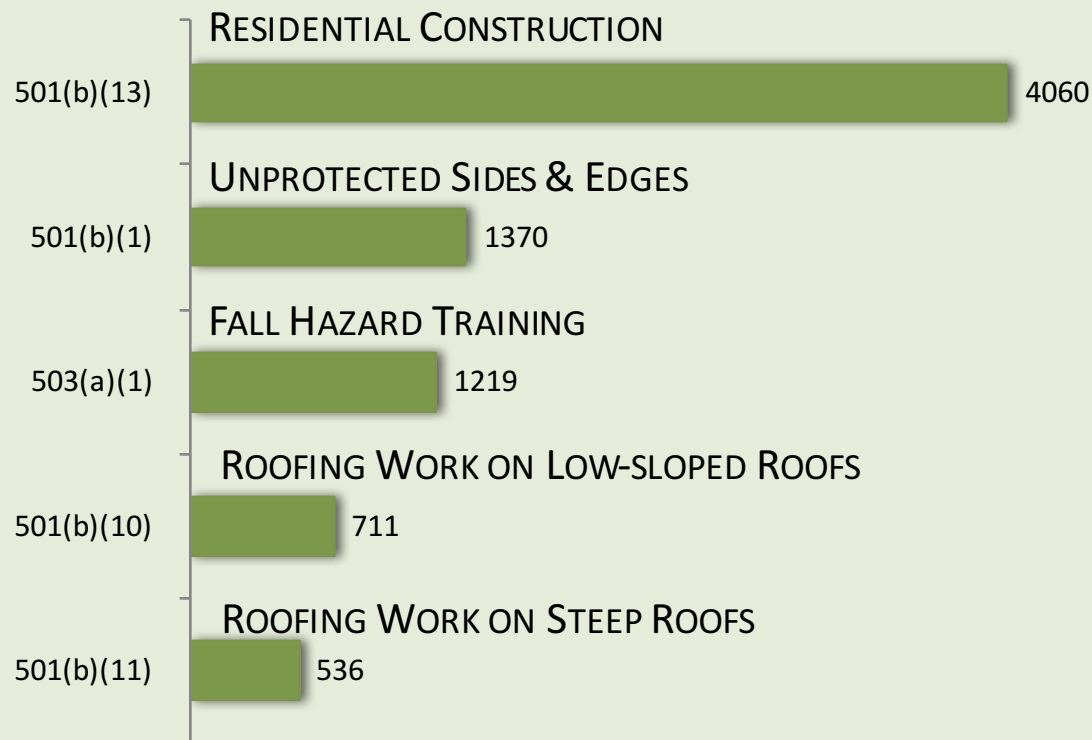 RESIDENTIAL CONSTRUCTION
501(b)(13) 4060
UNPROTECTED SIDES & EDGES
501(b)(1) 1370
FALL HAZARD TRAINING
503(a)(1) 1219
ROOFING WORK ON LOW-SLOPED ROOFS
501(b)(10) 711
ROOFING WORK ON STEEP ROOFS
501(b)(11) 536